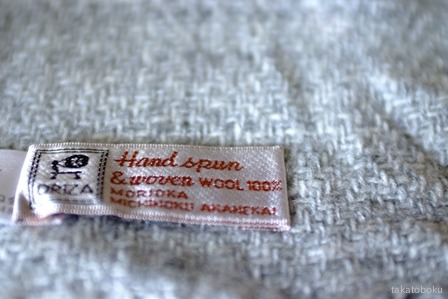 ORIZA
Hand spun
& woven WOOL 100%
MORIOKA
MICHINOKU AKANEKAI
takatoboku